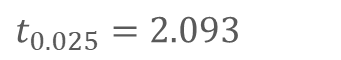 t₀.₀₂₅ = 2.093